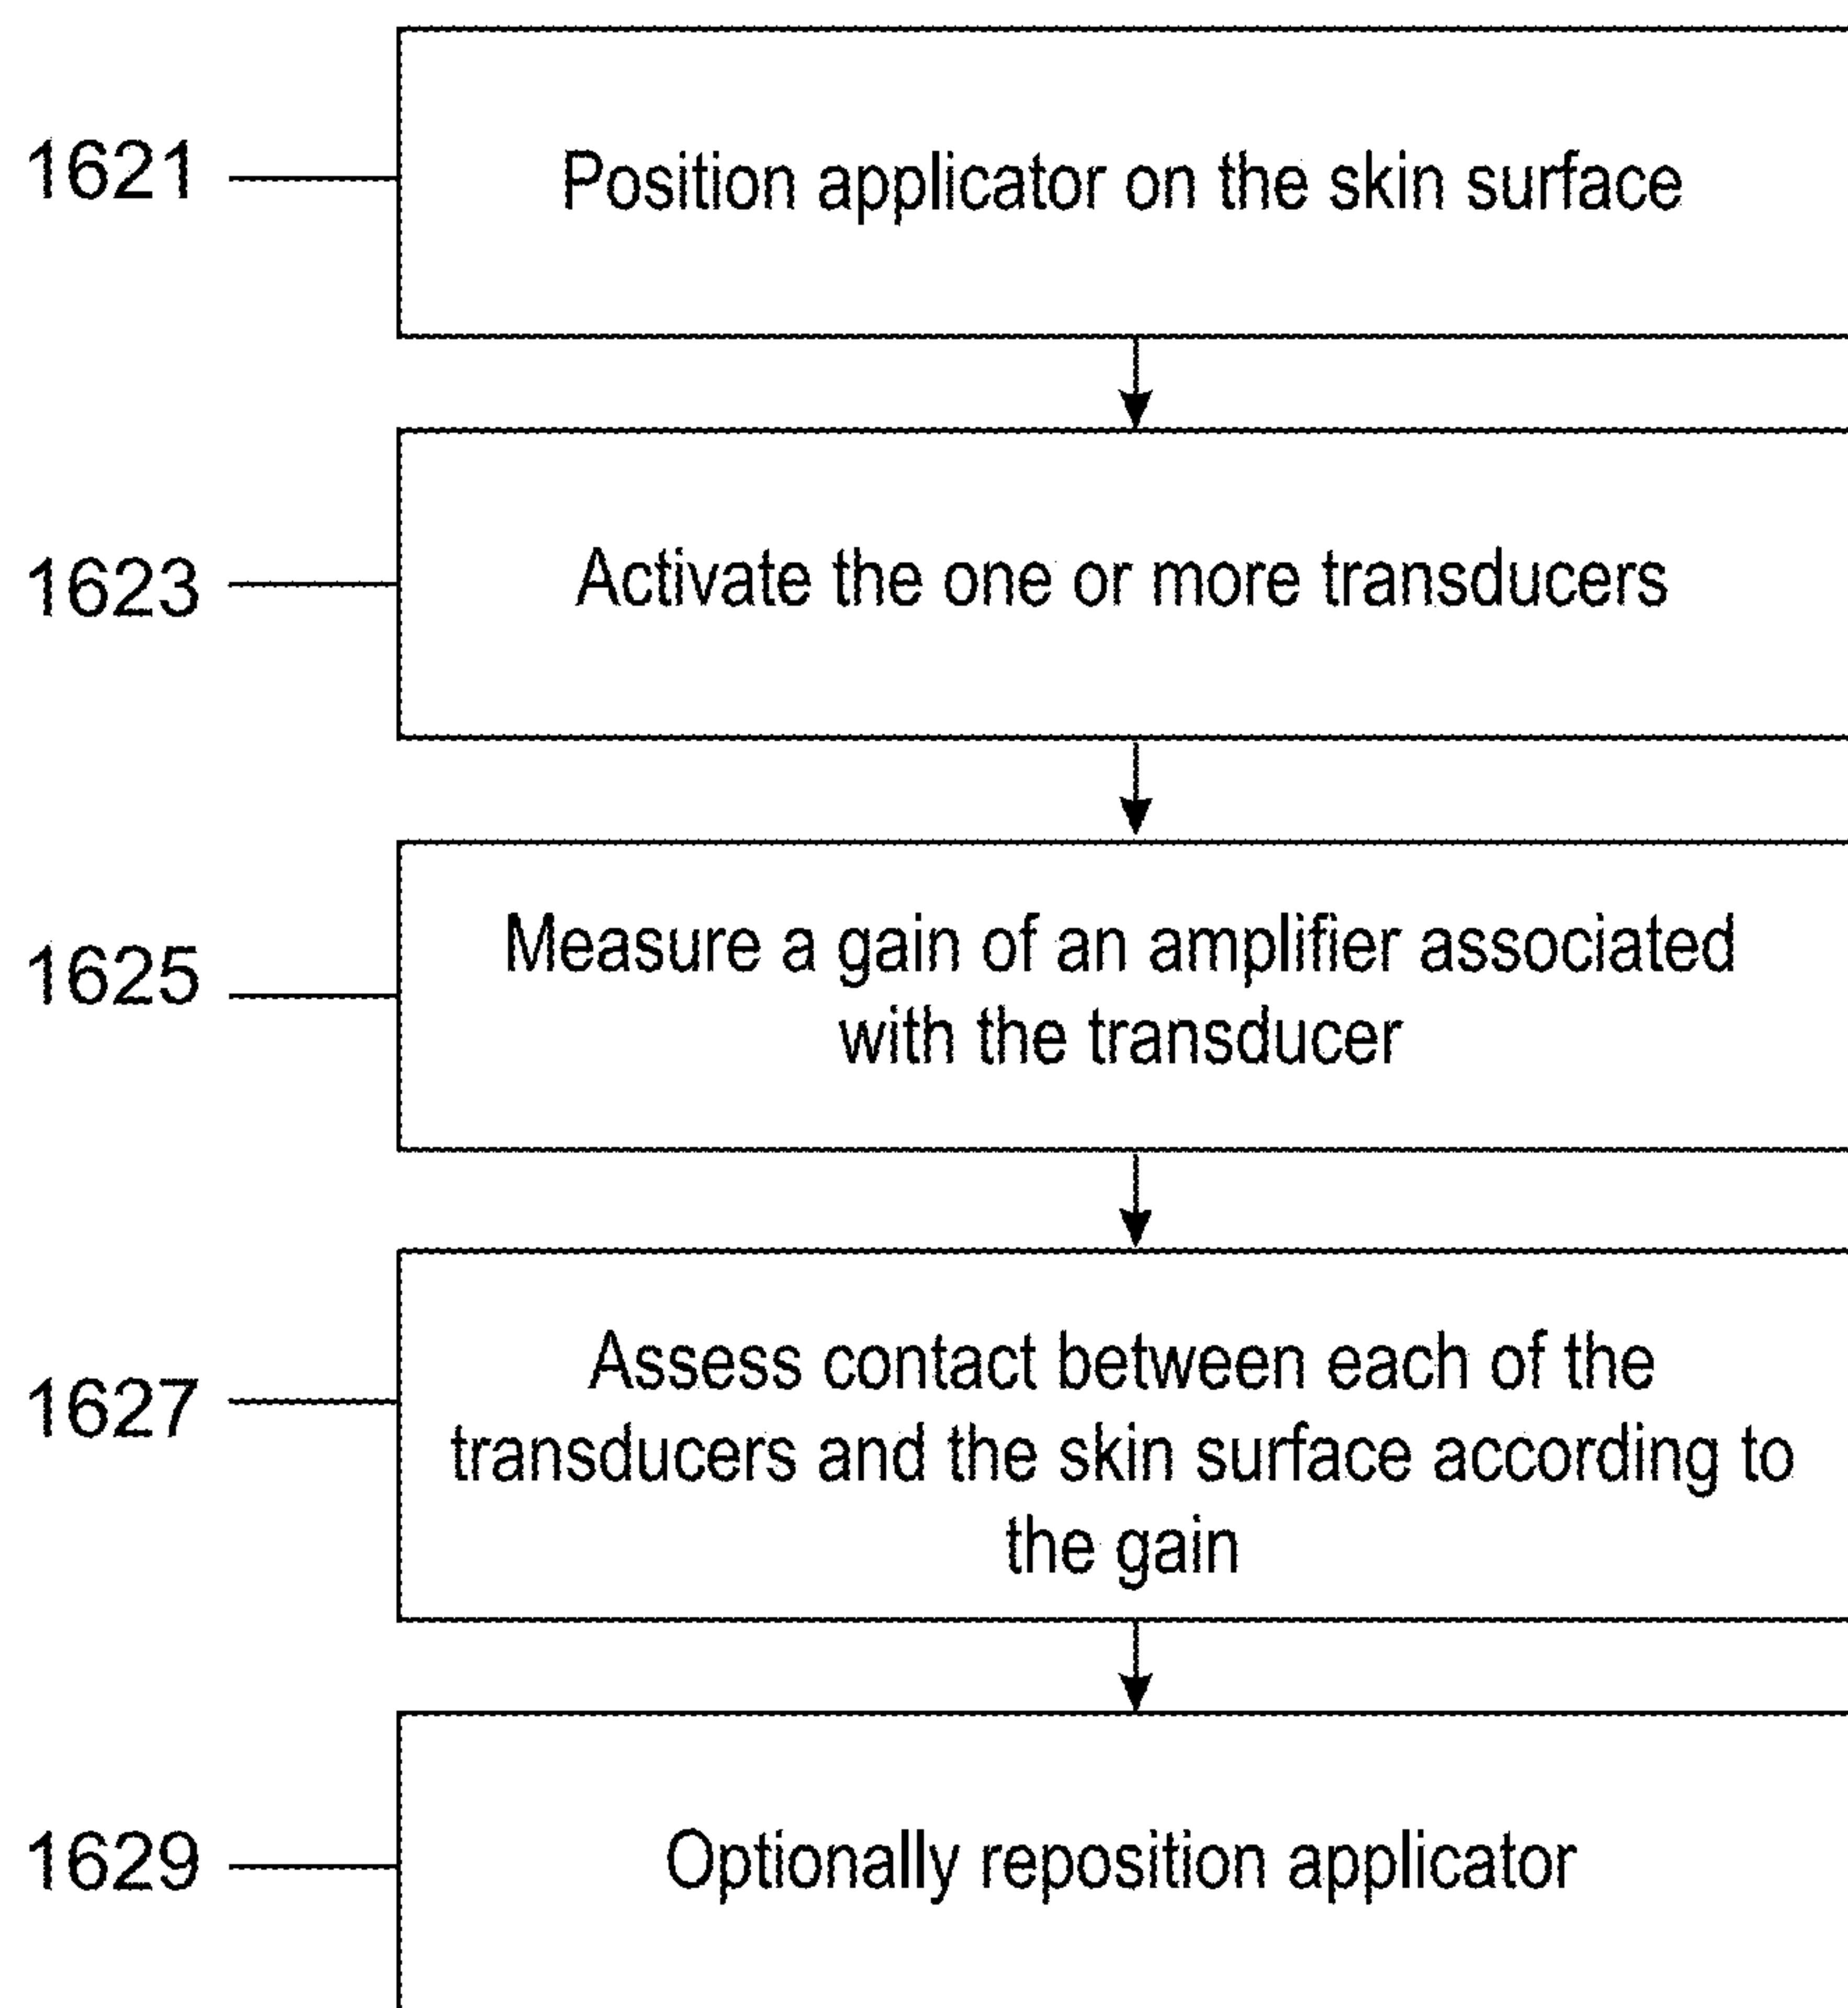 1621
Position applicator on the skin surface
1623
Activate the one or more transducers
1625
Measure a gain of an amplifier associated
with the transducer
1627
Assess contact between each of the
transducers and the skin surface according to
the gain
1629
Optionally reposition applicator